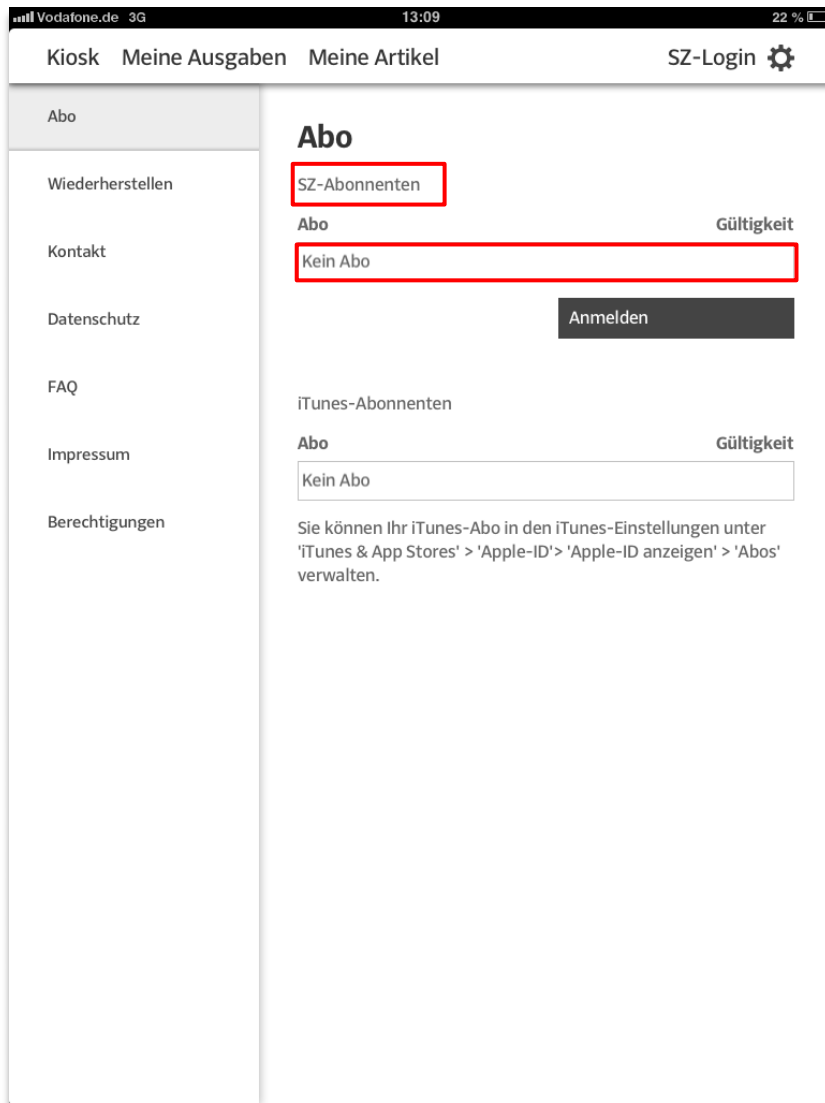 Vodafone.de 3G 13:09 22 %
Kiosk Meine Ausgaben Meine Artikel SZ-Login
Abo
Wiederherstellen
Kontakt
Datenschutz
FAQ
Impressum
Berechtigungen
Abo
SZ-Abonnenten
Abo Gültigkeit
Kein Abo
Anmelden
iTunes-Abonnenten
Abo Gültigkeit
Kein Abo
Sie können Ihr iTunes-Abo in den iTunes-Einstellungen unter
'iTunes & App Stores' > 'Apple-ID'> 'Apple-ID anzeigen' > 'Abos'
verwalten.